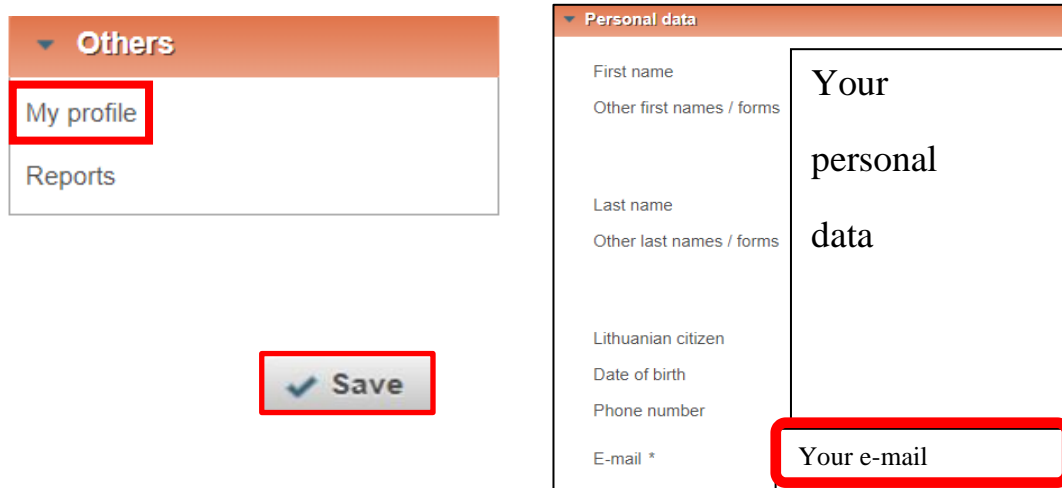 Others
My profile
Reports
Save
Personal data
First name
Your
Other first names / forms
personal
Last name
Other last names / forms
data
Lithuanian citizen
Date of birth
Phone number
E-mail *
Your e-mail